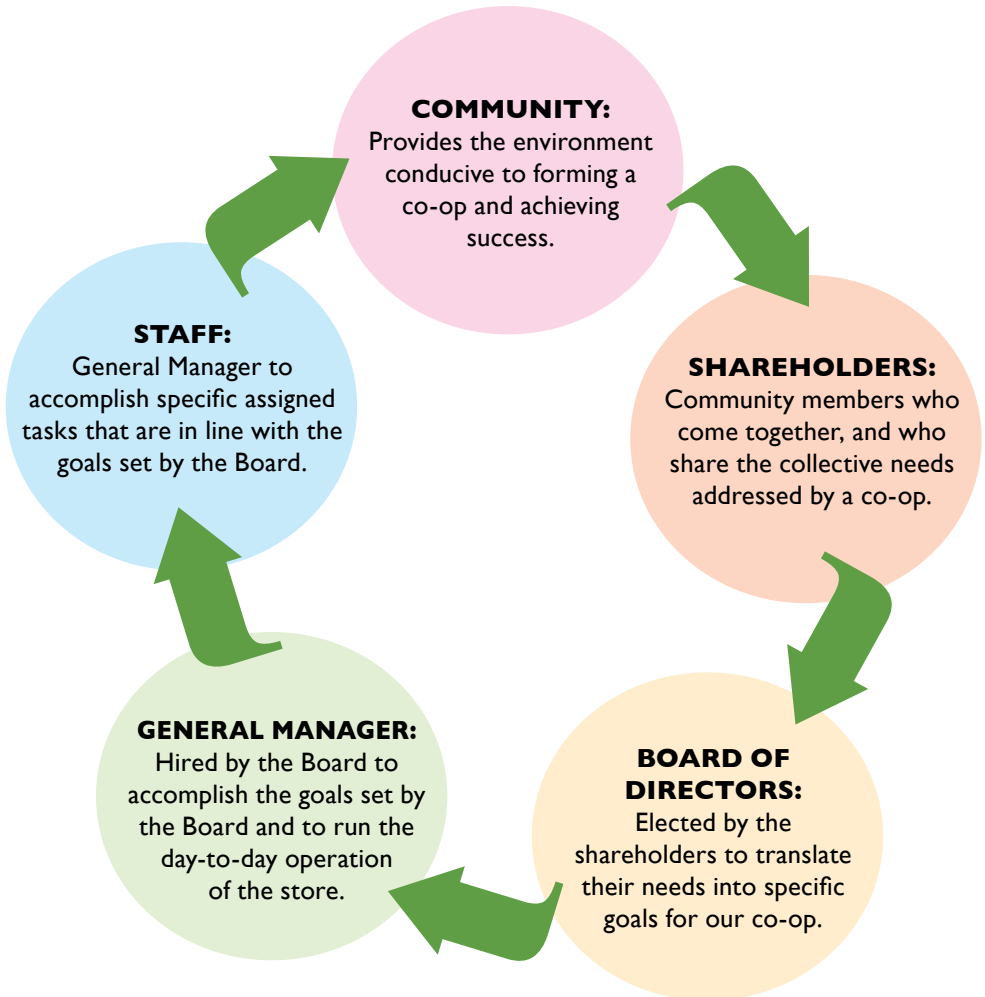 COMMUNITY:
Provides the environment
conducive to forming a
co-op and achieving
success.
SHAREHOLDERS:
Community members who
come together, and who
share the collective needs
addressed by a co-op.
BOARD OF
DIRECTORS:
Elected by the
shareholders to translate
their needs into specific
goals for our co-op.
GENERAL MANAGER:
Hired by the Board to
accomplish the goals set by
the Board and to run the
day-to-day operation
of the store.
STAFF:
General Manager to
accomplish specific assigned
tasks that are in line with the
goals set by the Board.